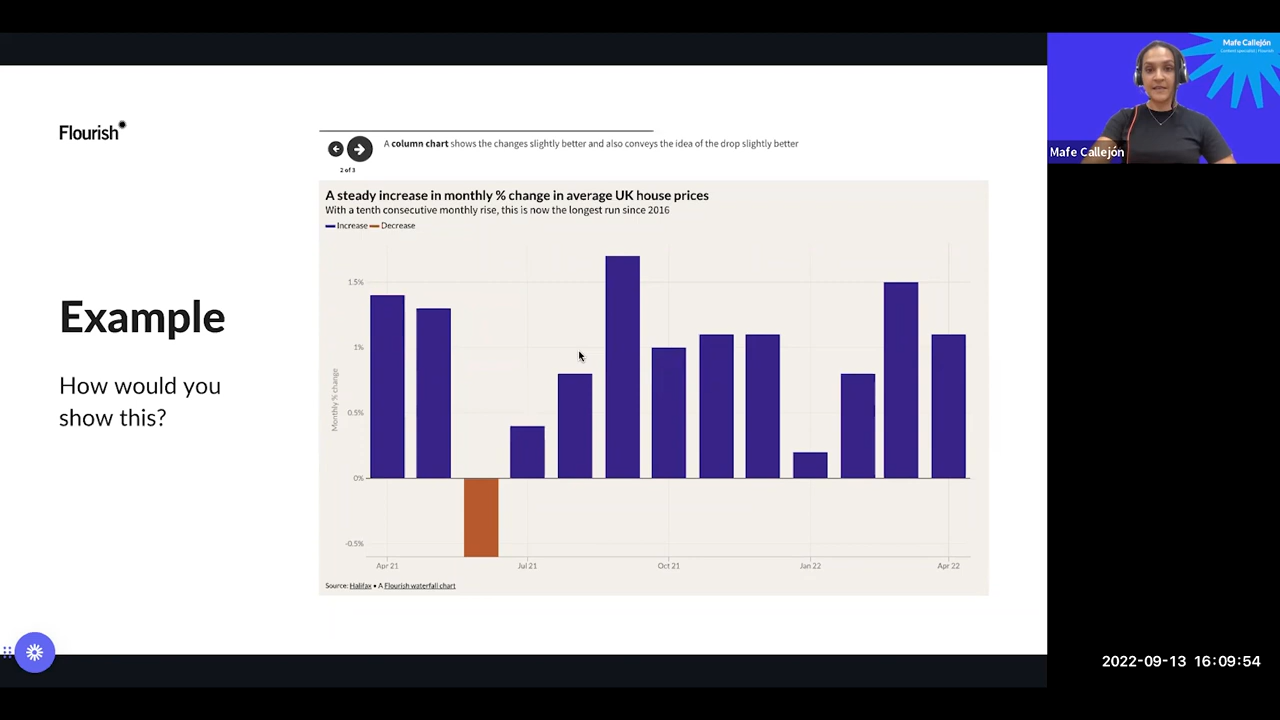 Flourish
Example
How would you
show this?
A column chart shows the changes slightly better and also conveys the idea of the drop slightly better
2 of 3
A steady increase in monthly % change in average UK house prices
With a tenth consecutive monthly rise, this is now the longest run since 2016
Increase Decrease
Monthly % change
1.5%
1%
0.5%
0%
-0.5%
Apr 21 Jul 21 Oct 21 Jan 22 Apr 22
Source: Halifax • A Flourish waterfall chart
Mafe Callejón
Content specialist | Flourish
Mafe Callejón
2022-09-13 16:09:54